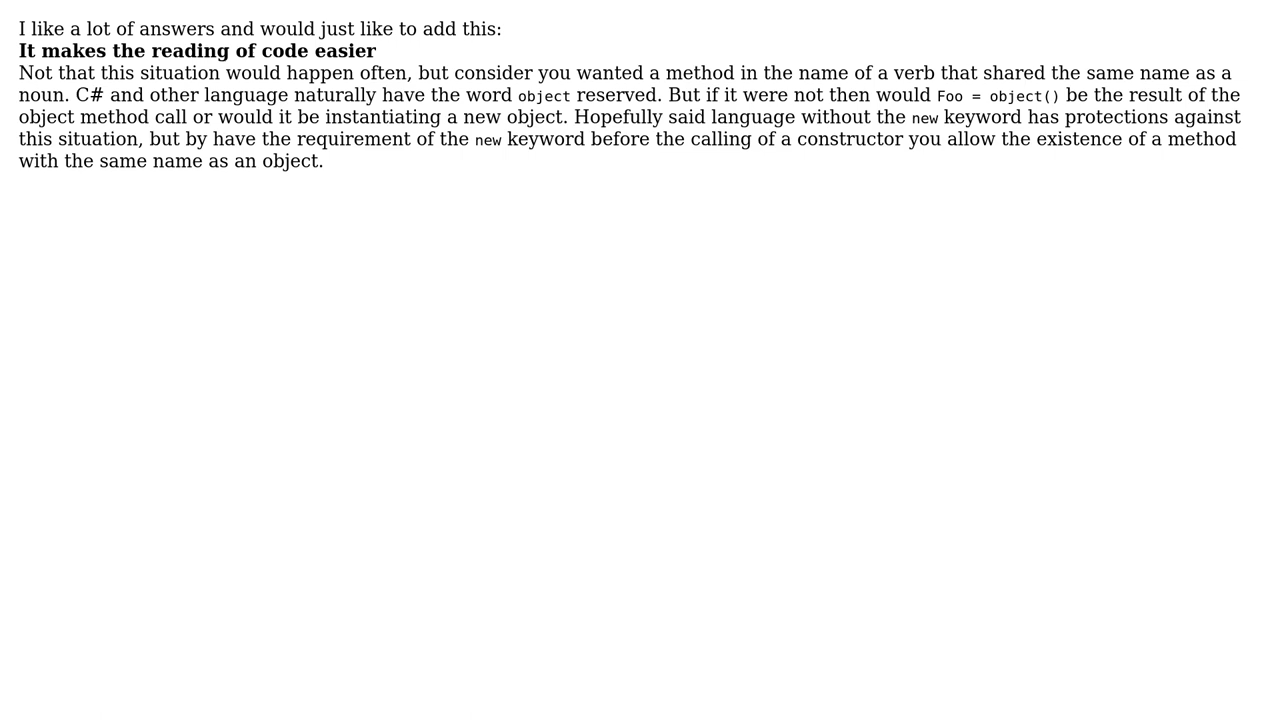 I like a lot of answers and would just like to add this:
It makes the reading of code easier
Not that this situation would happen often, but consider you wanted a method in the name of a verb that shared the same name as a
noun. C# and other language naturally have the word object reserved. But if it were not then would Foo = object() be the result of the
object method call or would it be instantiating a new object. Hopefully said language without the new keyword has protections against
this situation, but by have the requirement of the new keyword before the calling of a constructor you allow the existence of a method
with the same name as an object.